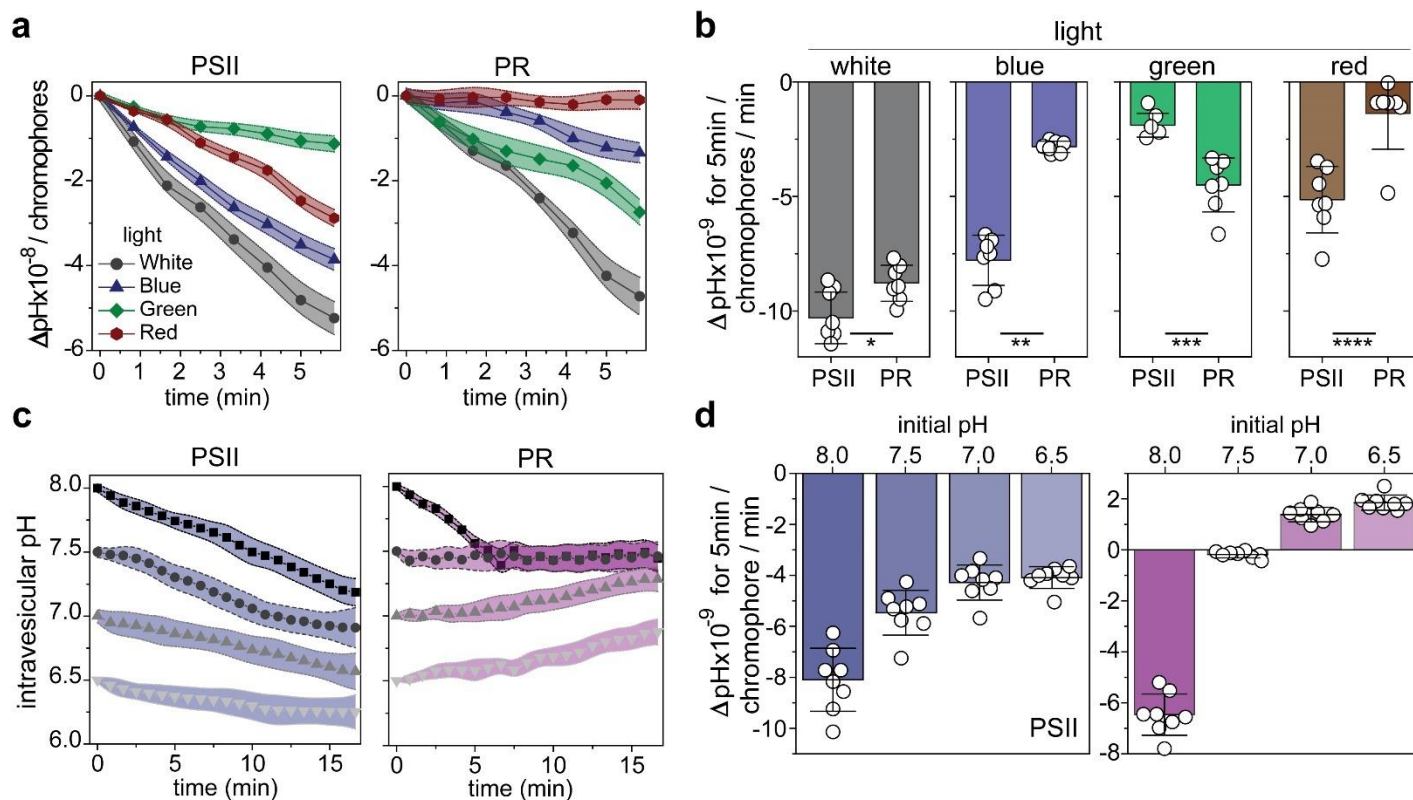 a
PSII
PR
ΔpHx10⁻⁸ / chromophores
0
-2
-4
-6
light
White
Blue
Green
Red
0 1 2 3 4 5
time (min)
0 1 2 3 4 5
time (min)
b
light
white blue green red
ΔpHx10⁻⁹ for 5min /
chromophores / min
0
-5
-10
* ** *** ****
PSII PR PSII PR PSII PR PSII PR
c
PSII
PR
intravesicular pH
8.0
7.5
7.0
6.5
6.0
0 5 10 15
time (min)
0 5 10 15
time (min)
d
initial pH
8.0 7.5 7.0 6.5
initial pH
8.0 7.5 7.0 6.5
ΔpHx10⁻⁹ for 5min /
chromophore / min
0
-2
-4
-6
-8
-10
PSII
2
0
-2
-4
-6
-8